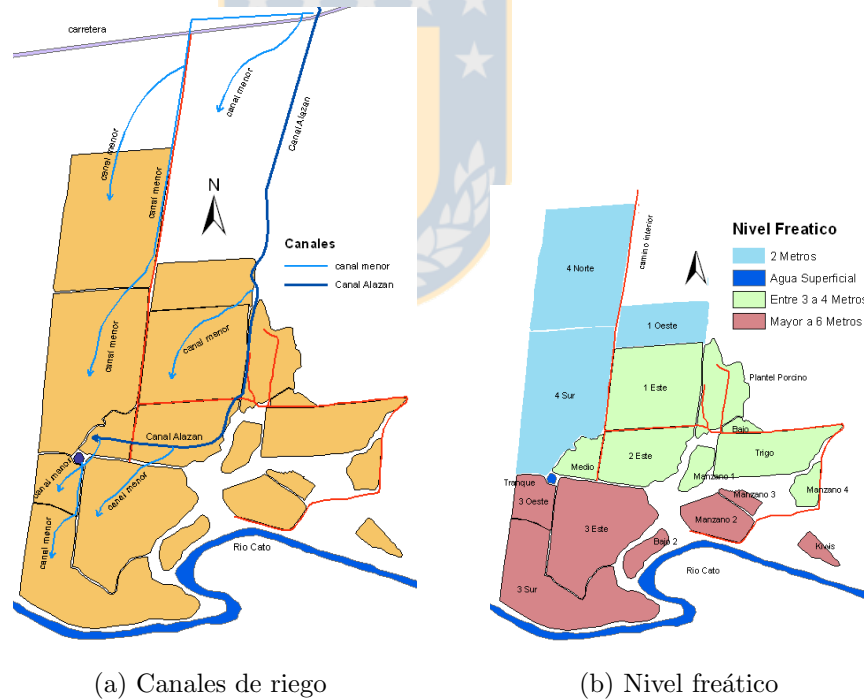 carretera
canal menor
Canal Alazan
canal menor
canal menor
N
Canales
canal menor
Canal Alazan
canal menor
canal menor
Canal Alazan
canal manor
canal menor
canal menor
Rio Cato
(a) Canales de riego
camino interior
Nivel Freatico
2 Metros
Agua Superficial
Entre 3 a 4 Metros
Mayor a 6 Metros
4 Norte
1 Oeste
1 Este
Plantel Porcino
4 Sur
Bajo
Medio
2 Este
Trigo
Manzano 1
Tranque
Manzano 4
3 Oeste
Manzano 3
3 Este
Manzano 2
Bajo 2
Kiwis
Rio Cato
3 Sur
(b) Nivel freático